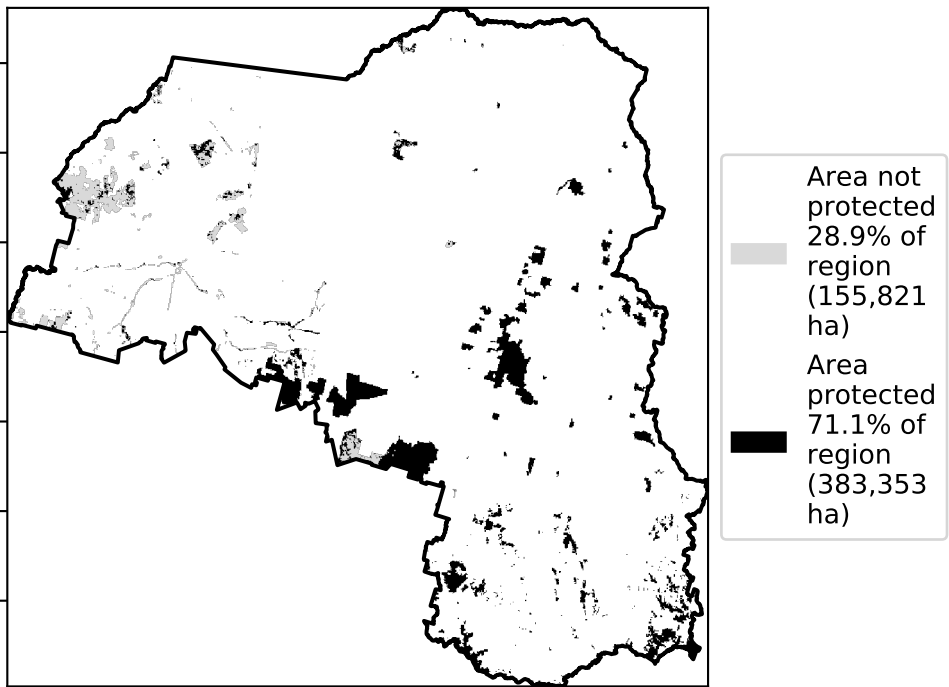 Area not
protected
28.9% of
region
(155,821
ha)
Area
protected
71.1% of
region
(383,353
ha)